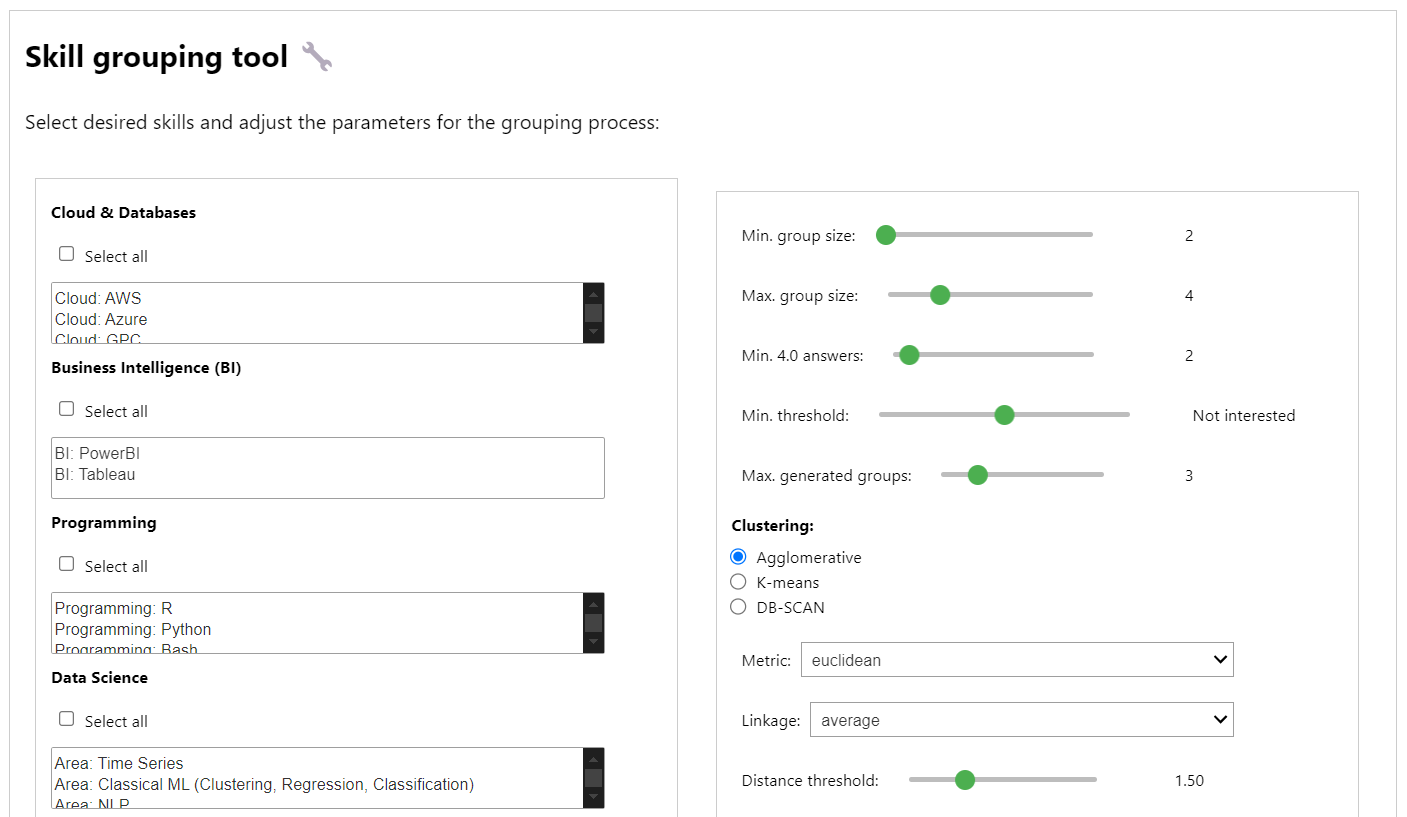 Skill grouping tool
Select desired skills and adjust the parameters for the grouping process:
Cloud & Databases
Select all
Cloud: AWS
Cloud: Azure
Cloud: GPC
Business Intelligence (BI)
Select all
BI: PowerBI
BI: Tableau
Programming
Select all
Programming: R
Programming: Python
Programming: Bash
Data Science
Select all
Area: Time Series
Area: Classical ML (Clustering, Regression, Classification)
Area: NLP
Min. group size: 2
Max. group size: 4
Min. 4.0 answers: 2
Min. threshold: Not interested
Max. generated groups: 3
Clustering:
Agglomerative
K-means
DB-SCAN
Metric: euclidean
Linkage: average
Distance threshold: 1.50